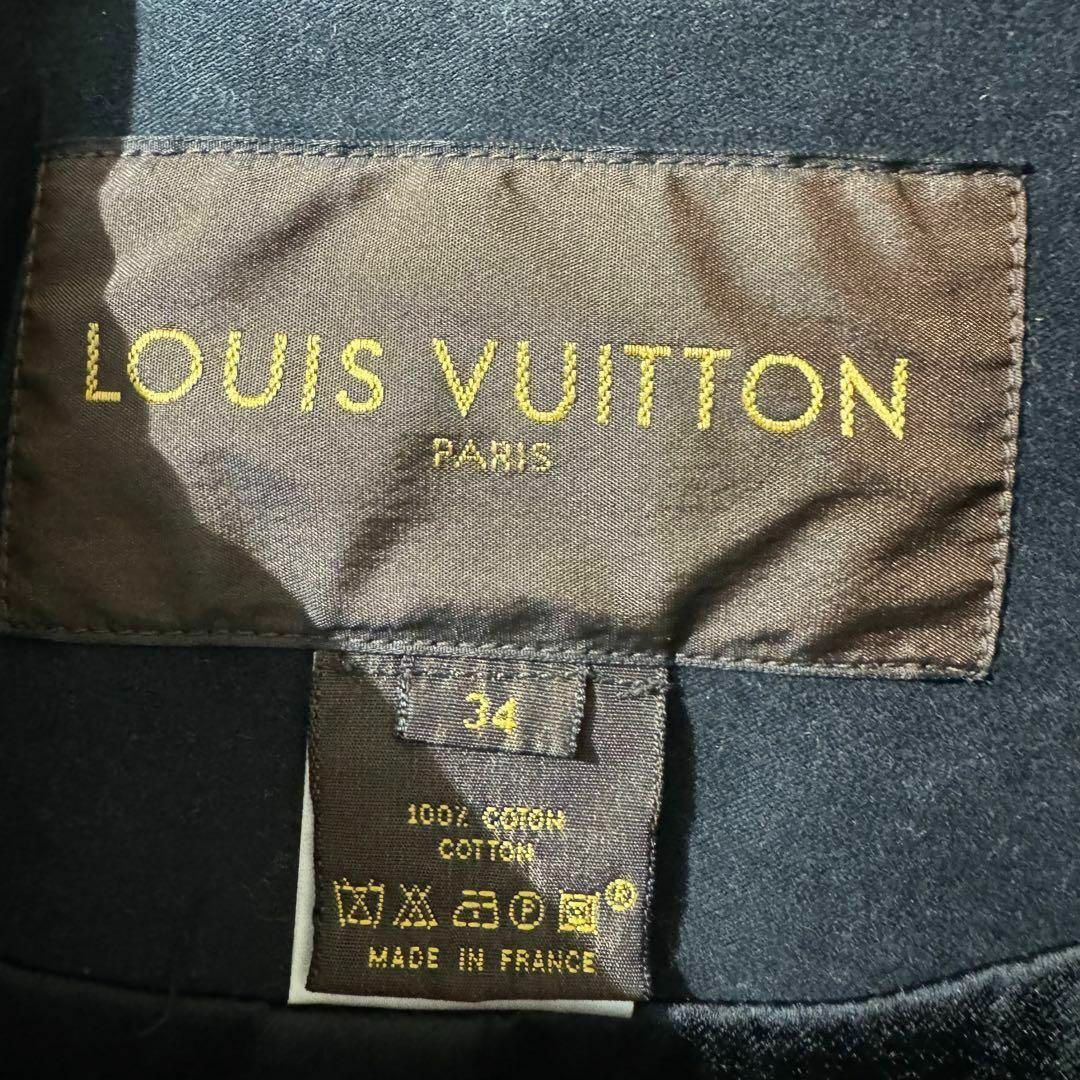 LOUIS VUITTON
PARIS
34
100% COTON
COTTON
P ®
MADE IN FRANCE